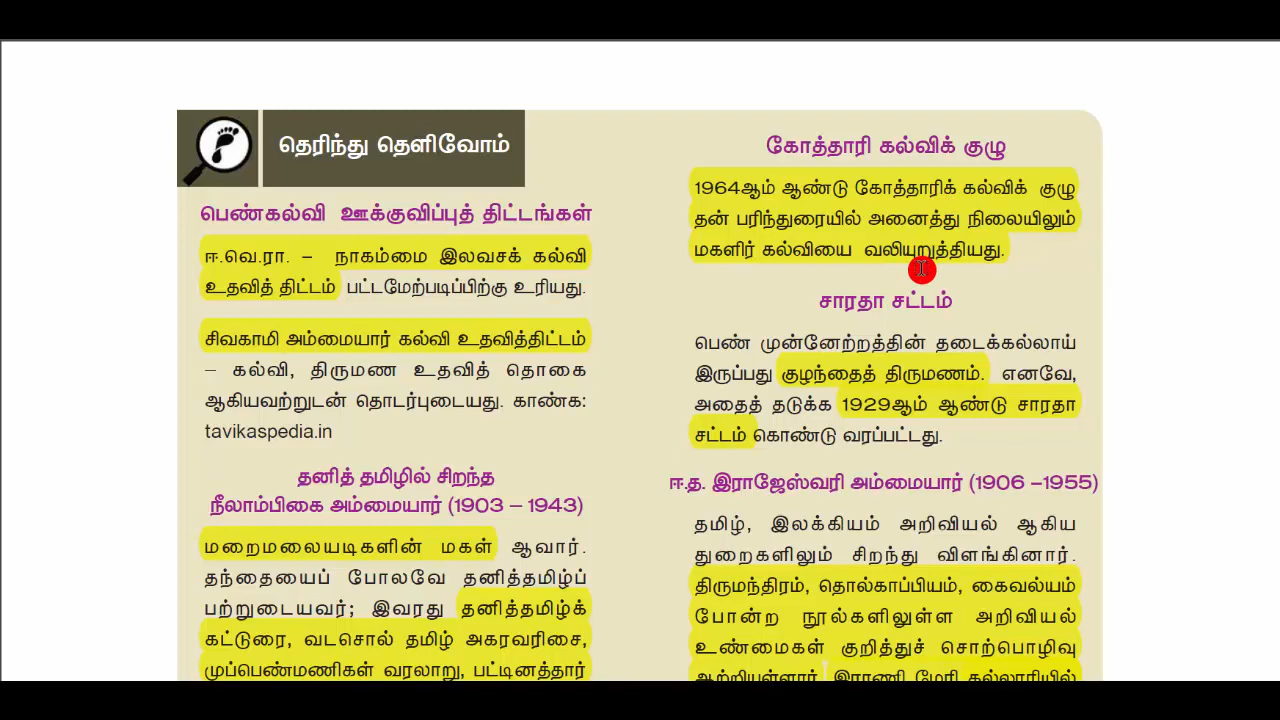 தெரிந்து தெளிவோம்
பெண்கல்வி ஊக்குவிப்புத் திட்டங்கள்
ஈ.வெ.ரா. – நாகம்மை இலவசக் கல்வி
உதவித் திட்டம் பட்டமேற்படிப்பிற்கு உரியது.
சிவகாமி அம்மையார் கல்வி உதவித்திட்டம்
– கல்வி, திருமண உதவித் தொகை
ஆகியவற்றுடன் தொடர்புடையது. காண்க:
tavikaspedia.in
தனித் தமிழில் சிறந்த
நீலாம்பிகை அம்மையார் (1903 – 1943)
மறைமலையடிகளின் மகள் ஆவார்.
தந்தையைப் போலவே தனித்தமிழ்ப்
பற்றுடையவர்; இவரது தனித்தமிழ்க்
கட்டுரை, வடசொல் தமிழ் அகரவரிசை,
முப்பெண்மணிகள் வரலாறு, பட்டினத்தார்
கோத்தாரி கல்விக் குழு
1964ஆம் ஆண்டு கோத்தாரிக் கல்விக் குழு
தன் பரிந்துரையில் அனைத்து நிலையிலும்
மகளிர் கல்வியை வலியுறுத்தியது.
சாரதா சட்டம்
பெண் முன்னேற்றத்தின் தடைக்கல்லாய்
இருப்பது குழந்தைத் திருமணம். எனவே,
அதைத் தடுக்க 1929ஆம் ஆண்டு சாரதா
சட்டம் கொண்டு வரப்பட்டது.
ஈ.த. இராஜேஸ்வரி அம்மையார் (1906 –1955)
தமிழ், இலக்கியம் அறிவியல் ஆகிய
துறைகளிலும் சிறந்து விளங்கினார்.
திருமந்திரம், தொல்காப்பியம், கைவல்யம்
போன்ற நூல்களிலுள்ள அறிவியல்
உண்மைகள் குறித்துச் சொற்பொழிவு
ஆற்றியுள்ளார். இராணி மேரி கல்லூரியில்